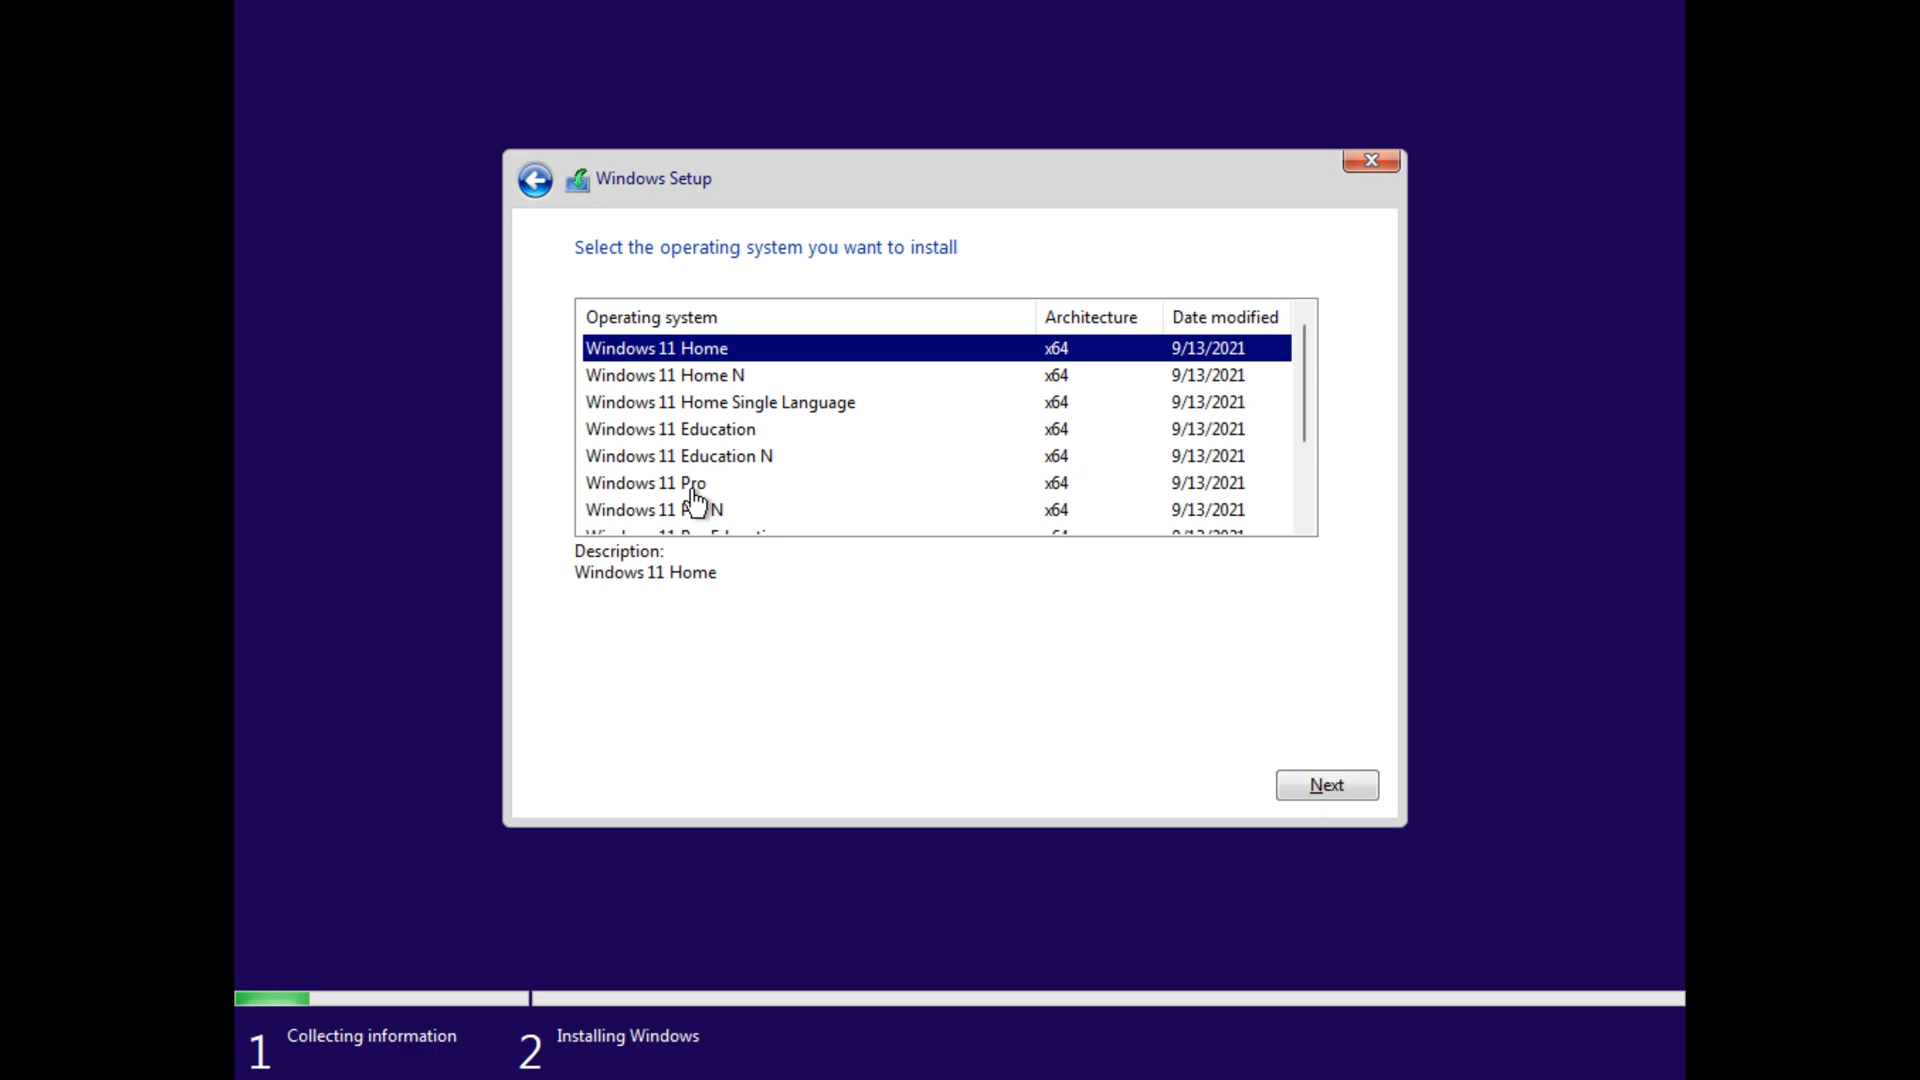 Windows Setup
Select the operating system you want to install
Operating system Architecture Date modified
Windows 11 Home x64 9/13/2021
Windows 11 Home N x64 9/13/2021
Windows 11 Home Single Language x64 9/13/2021
Windows 11 Education x64 9/13/2021
Windows 11 Education N x64 9/13/2021
Windows 11 Pro x64 9/13/2021
Windows 11 N x64 9/13/2021
Description:
Windows 11 Home
Next
1 Collecting information 2 Installing Windows